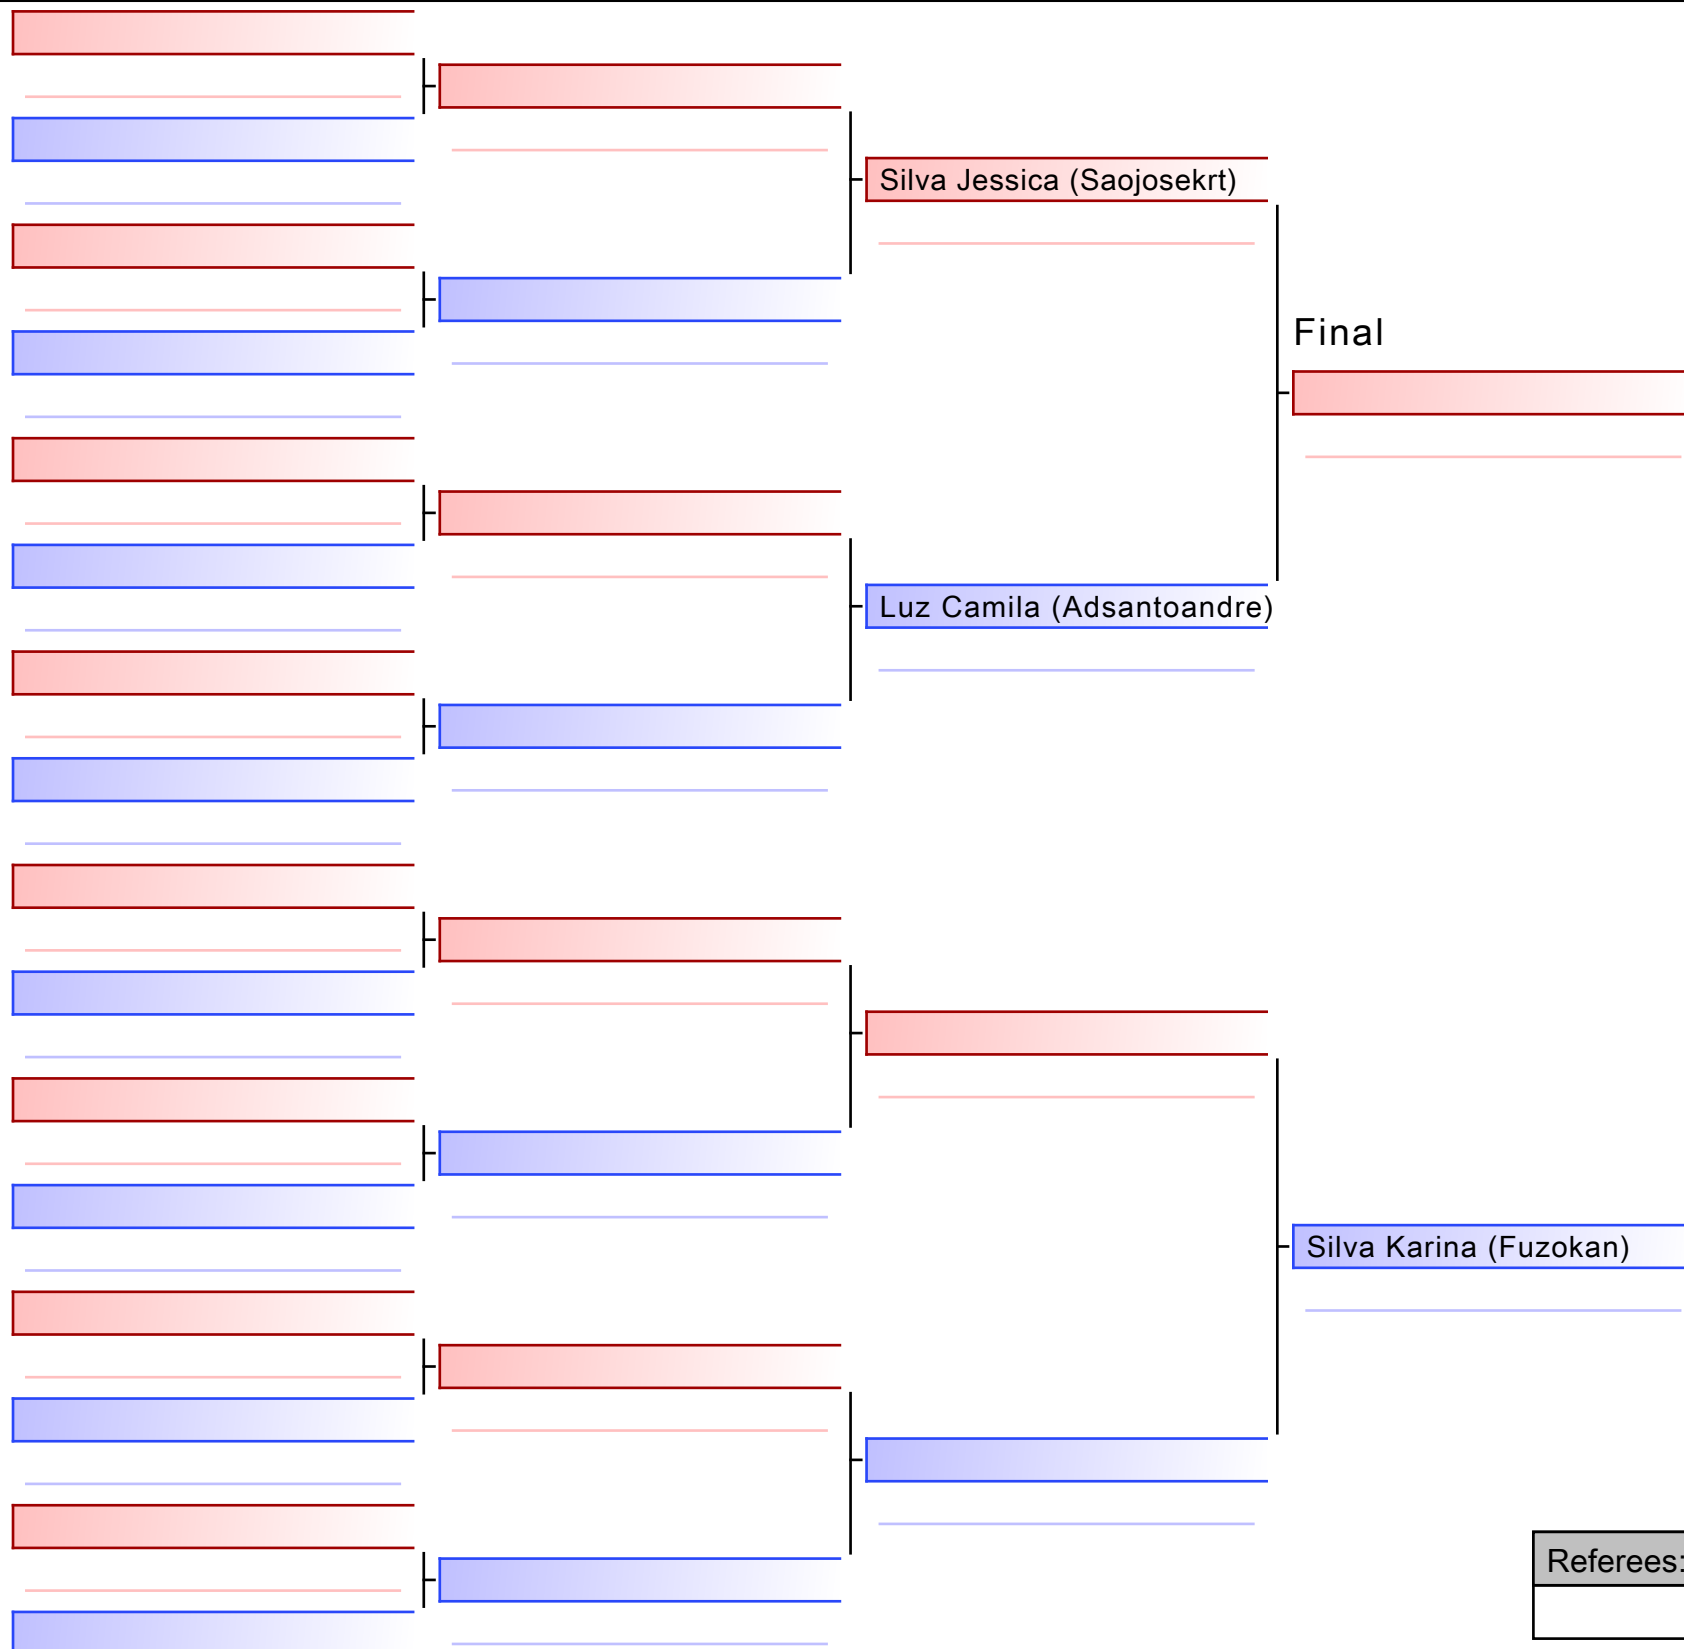 Silva Jessica (Saojosekrt)
Final
Luz Camila (Adsantoandre)
Silva Karina (Fuzokan)
Referees: